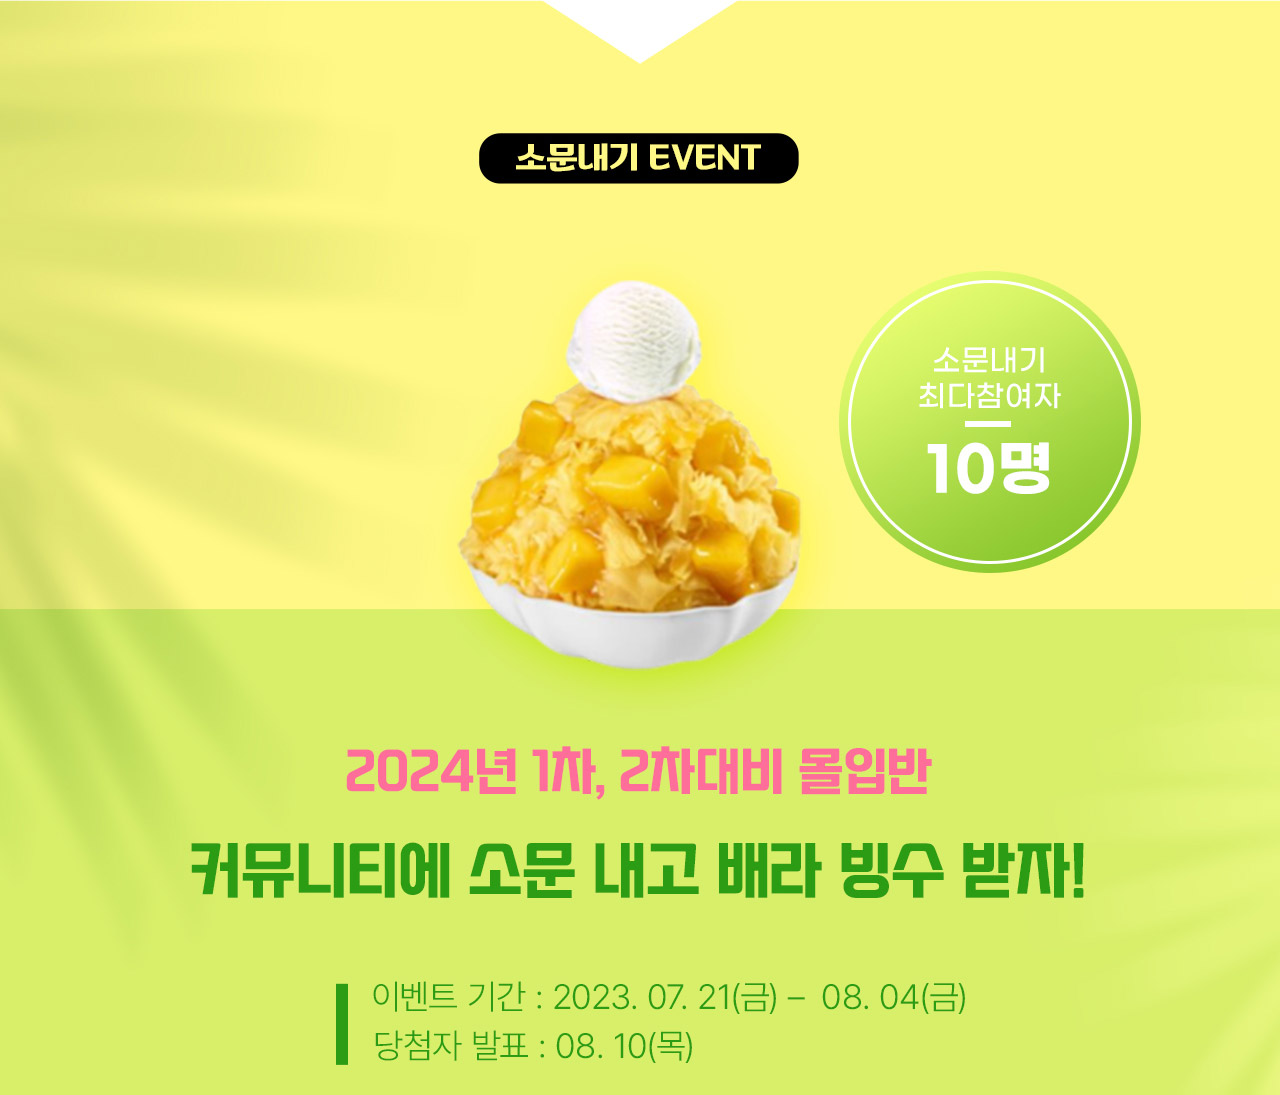 소문내기 EVENT
소문내기
최다참여자
10명
2024년 1차, 2차대비 몰입반
커뮤니티에 소문 내고 배라 빙수 받자!
이벤트 기간 : 2023. 07. 21(금) – 08. 04(금)
당첨자 발표 : 08. 10(목)